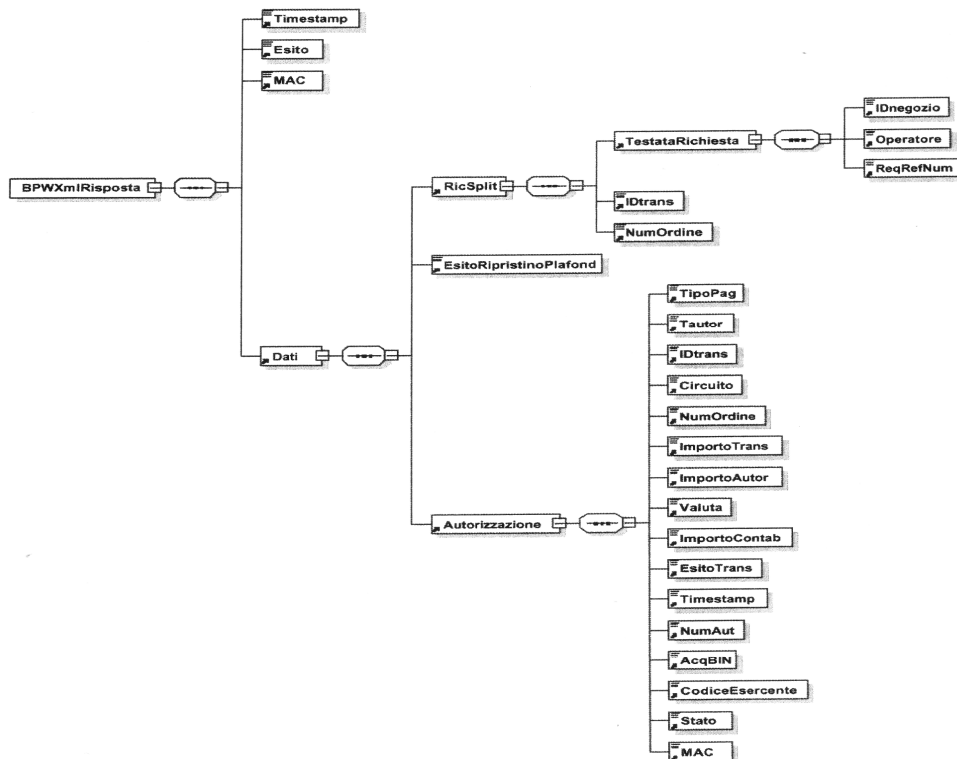 BPWXmlRisposta
Timestamp
Esito
MAC
Dati
RicSplit
TestataRichiesta
IDnegozio
Operatore
ReqRefNum
IDtrans
NumOrdine
EsitoRipristinoPlafond
Autorizzazione
TipoPag
Tautor
IDtrans
Circuito
NumOrdine
ImportoTrans
ImportoAutor
Valuta
ImportoContab
EsitoTrans
Timestamp
NumAut
AcqBIN
CodiceEsercente
Stato
MAC